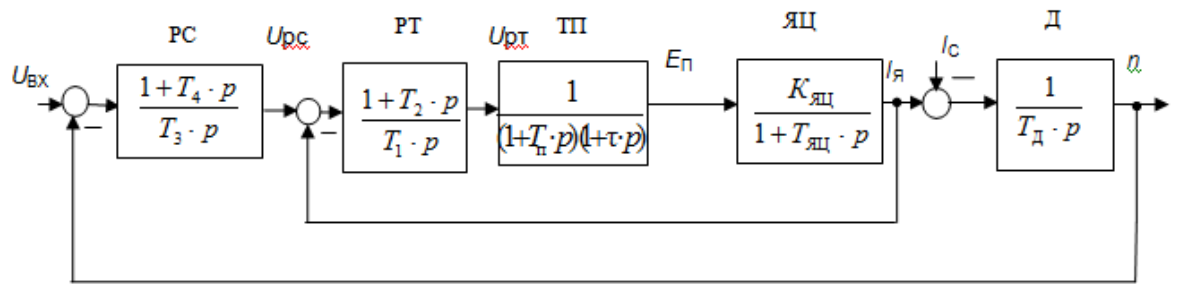 РС
Uрс
РТ
Uрт
ТП
ЯЦ
Iс
Д
UВХ
1 + T4 · p
T3 · p
1 + T2 · p
T1 · p
1
(1+Tп·p)(1+τ·p)
EП
KЯЦ
1 + TЯЦ · p
IЯ
1
TД · p
n
−
−
−